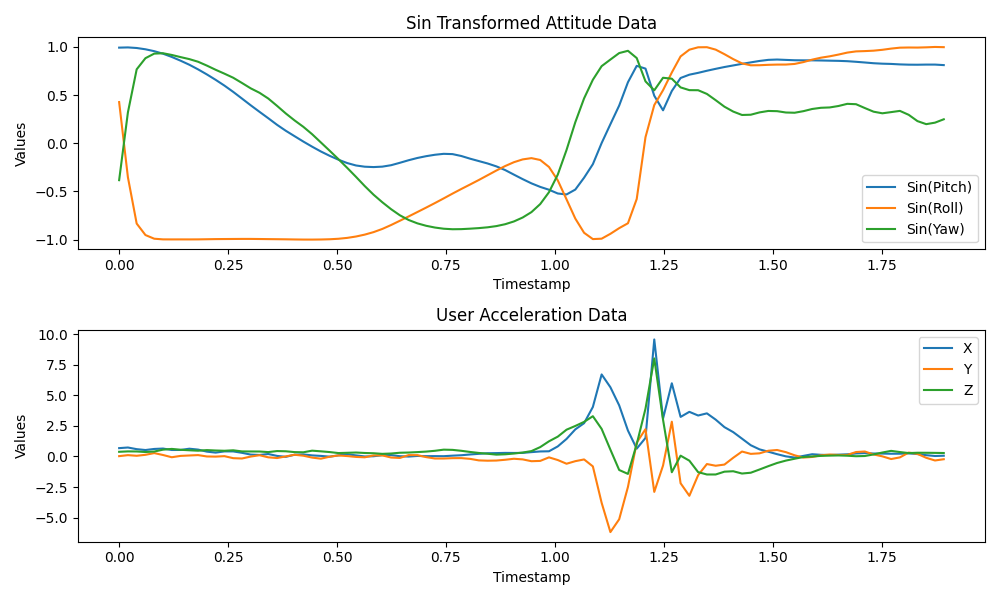 Sin Transformed Attitude Data
1.0
0.5
0.0
−0.5
−1.0
Values
Sin(Pitch)
Sin(Roll)
Sin(Yaw)
0.00 0.25 0.50 0.75 1.00 1.25 1.50 1.75
Timestamp
User Acceleration Data
10.0
7.5
5.0
2.5
0.0
−2.5
−5.0
Values
X
Y
Z
0.00 0.25 0.50 0.75 1.00 1.25 1.50 1.75
Timestamp